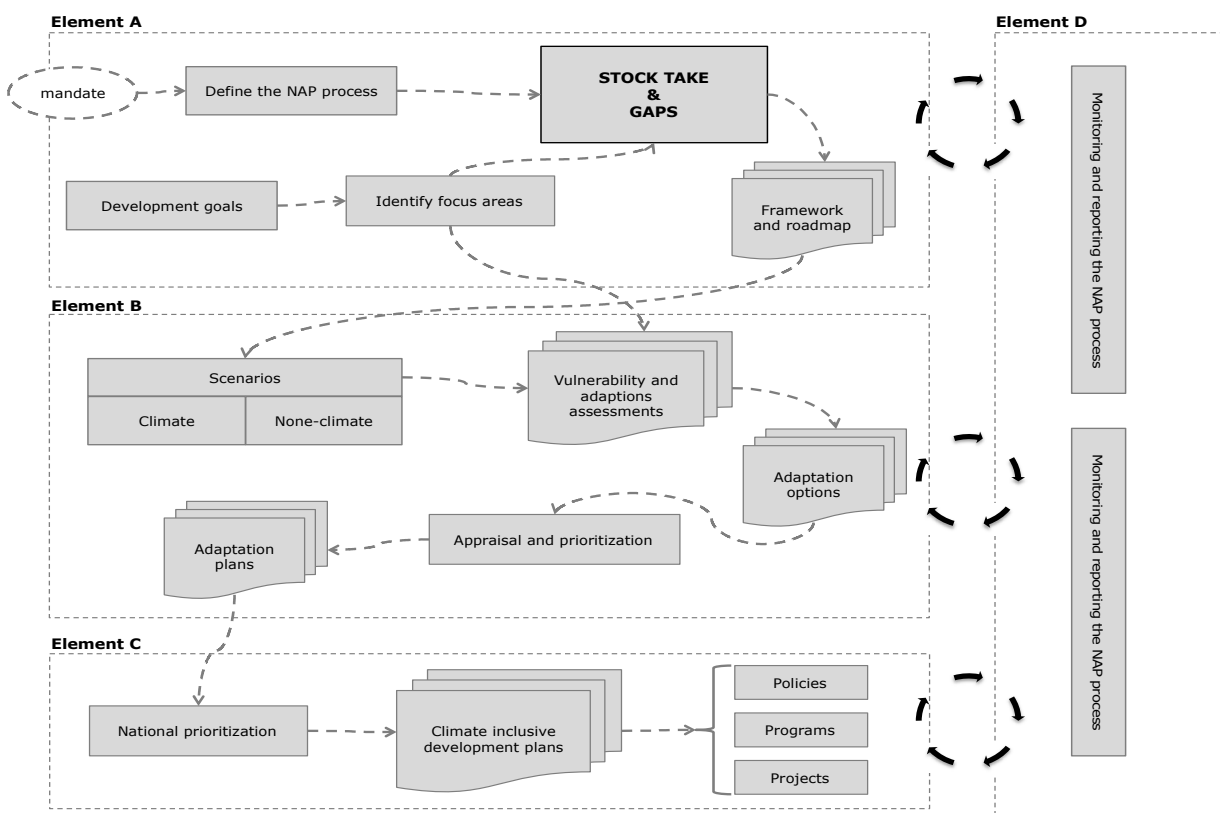 Element A
Element D
mandate
Define the NAP process
STOCK TAKE
&
GAPS
Development goals
Identify focus areas
Framework
and roadmap
Monitoring and reporting the NAP process
Element B
Scenarios
Climate
None-climate
Vulnerability and
adaptions
assessments
Adaptation
options
Appraisal and prioritization
Adaptation
plans
Monitoring and reporting the NAP process
Element C
National prioritization
Climate inclusive
development plans
Policies
Programs
Projects